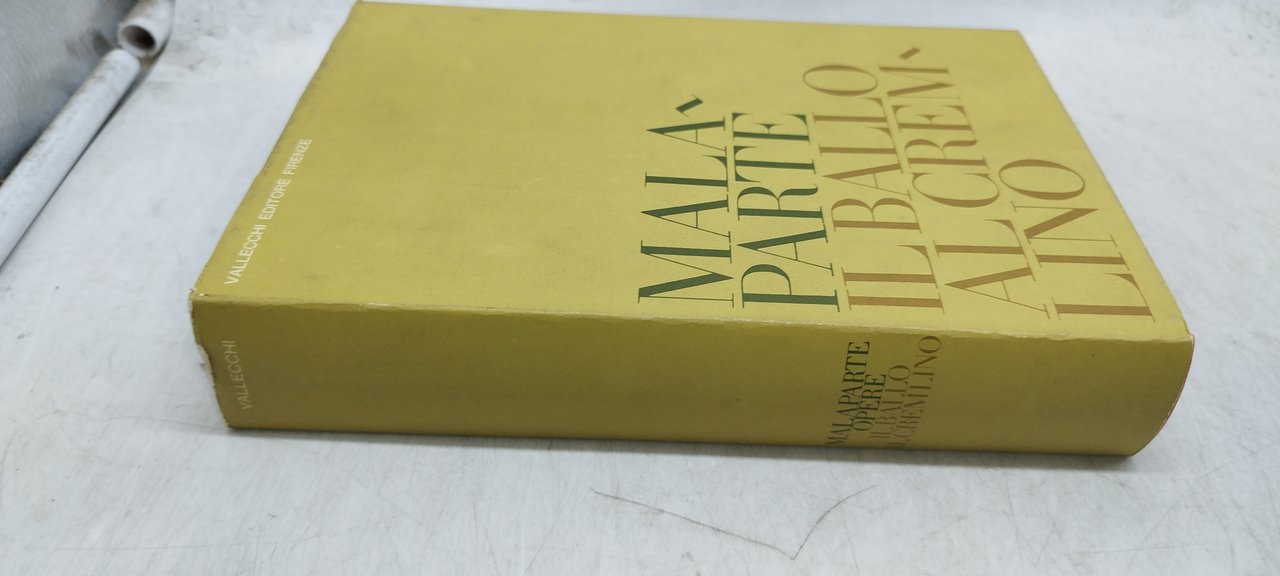 MALA-
PARTE
IL BALLO
AL CREM-
LINO
VALLECCHI EDITORE FIRENZE
MALAPARTE
OPERE
IL BALLO
AL CREMLINO
VALLECCHI